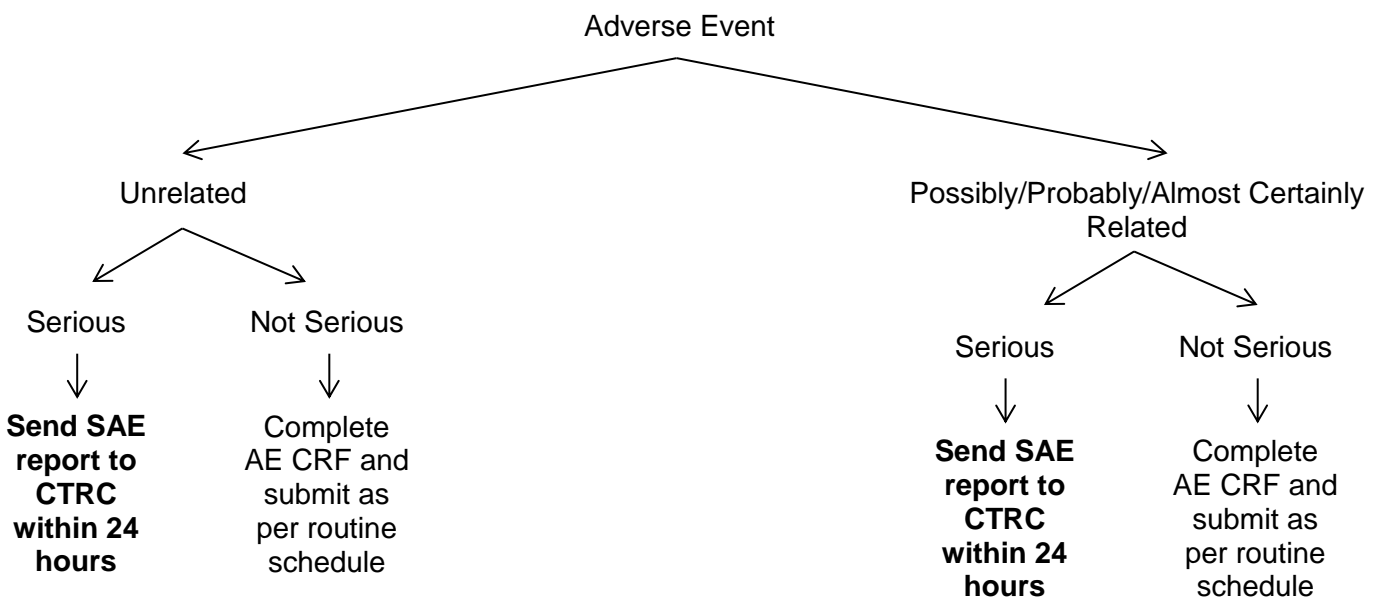 Adverse Event
Unrelated
Possibly/Probably/Almost Certainly
Related
Serious
Not Serious
Serious
Not Serious
Send SAE
report to
CTRC
within 24
hours
Complete
AE CRF and
submit as
per routine
schedule
Send SAE
report to
CTRC
within 24
hours
Complete
AE CRF and
submit as
per routine
schedule